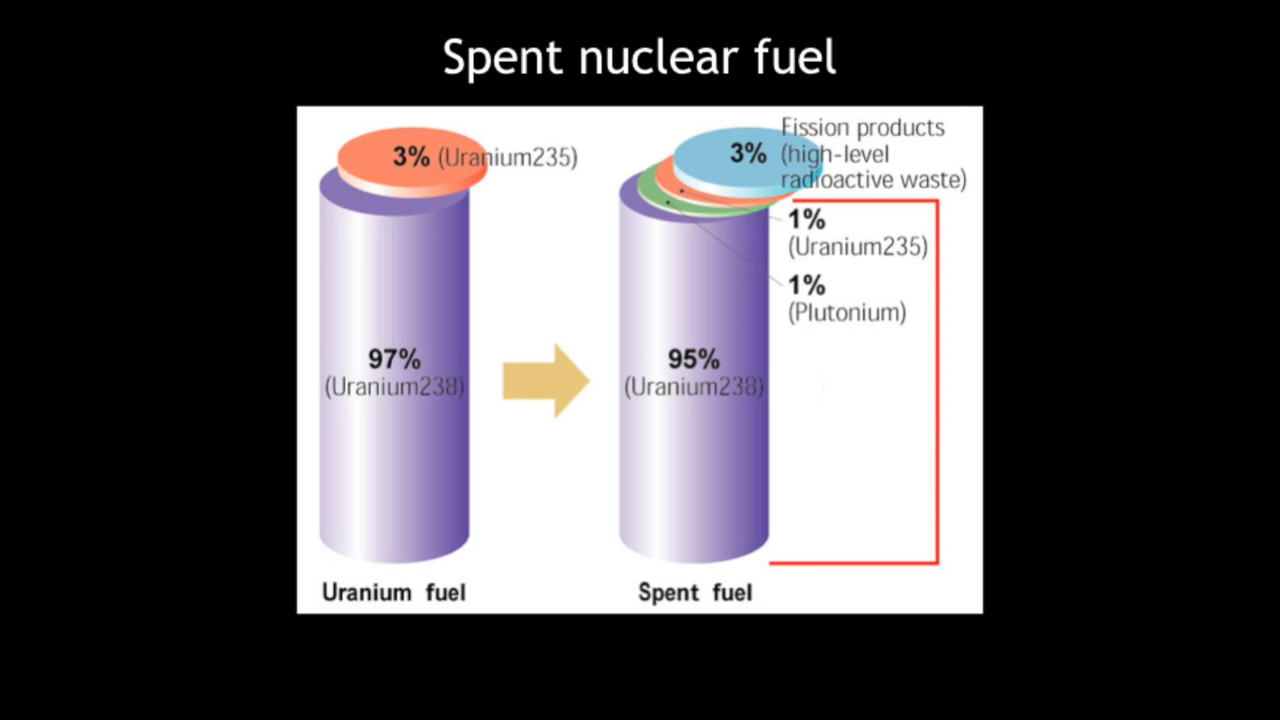 Spent nuclear fuel
3% (Uranium235)
97%
(Uranium238)
Uranium fuel
3%
Fission products
(high-level
radioactive waste)
1%
(Uranium235)
1%
(Plutonium)
95%
(Uranium238)
Spent fuel